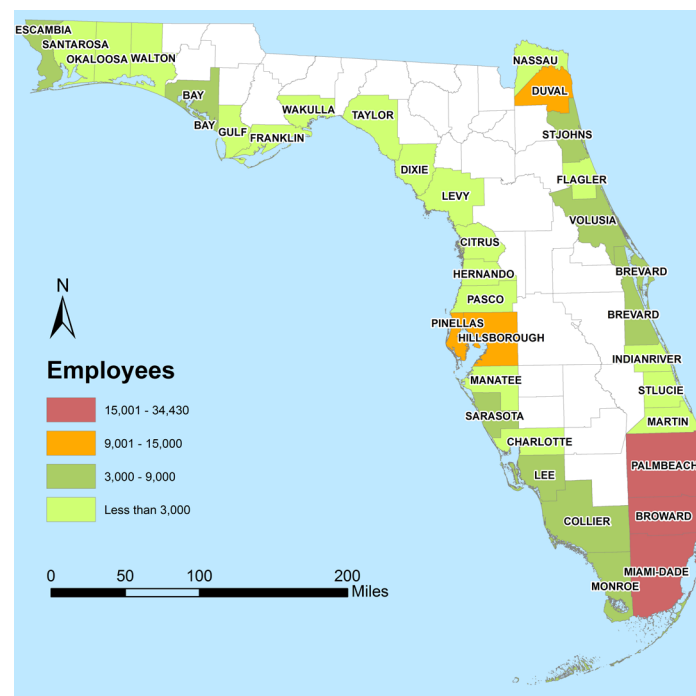 ESCAMBIA
SANTAROSA
OKALOOSA
WALTON
BAY
BAY
GULF
FRANKLIN
WAKULLA
TAYLOR
DIXIE
LEVY
NASSAU
DUVAL
STJOHNS
FLAGLER
VOLUSIA
CITRUS
HERNANDO
PASCO
PINELLAS
HILLSBOROUGH
BREVARD
BREVARD
INDIANRIVER
STLUCIE
MARTIN
MANATEE
SARASOTA
CHARLOTTE
LEE
COLLIER
PALMBEACH
BROWARD
MIAMI-DADE
MONROE
N
Employees
15,001 - 34,430
9,001 - 15,000
3,000 - 9,000
Less than 3,000
0 50 100 200
Miles